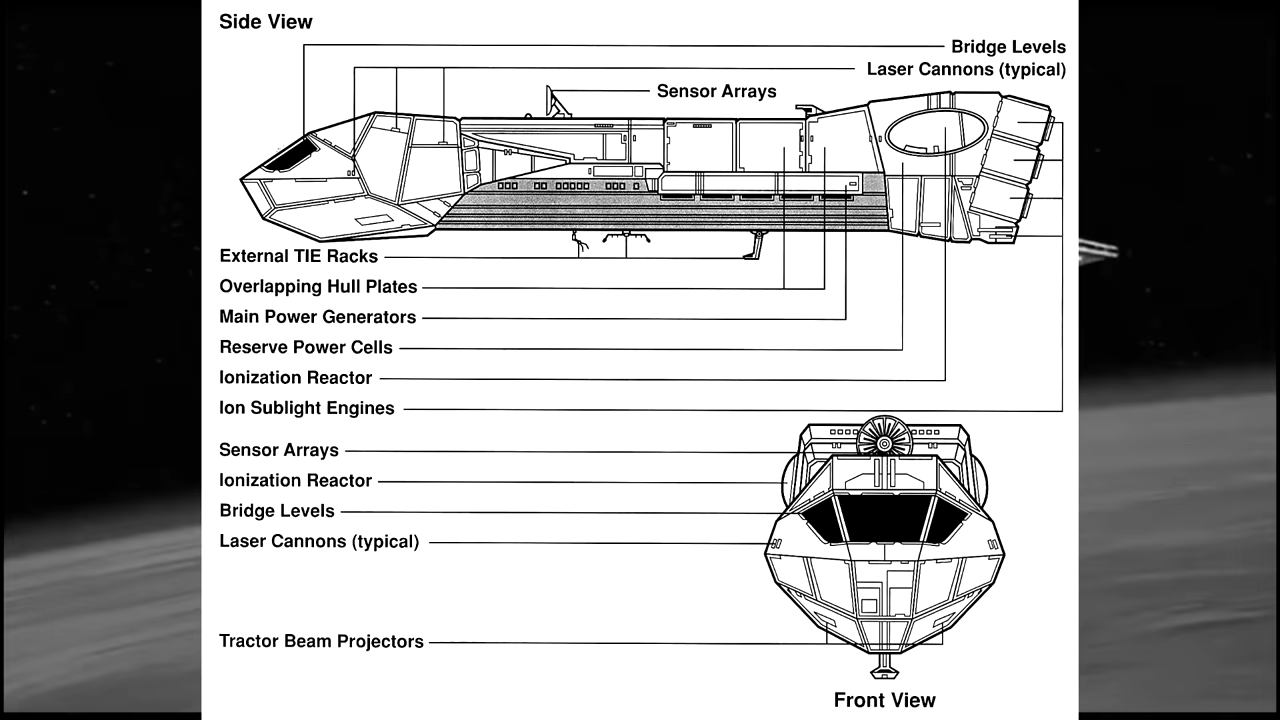 Side View
Bridge Levels
Laser Cannons (typical)
Sensor Arrays
External TIE Racks
Overlapping Hull Plates
Main Power Generators
Reserve Power Cells
Ionization Reactor
Ion Sublight Engines
Sensor Arrays
Ionization Reactor
Bridge Levels
Laser Cannons (typical)
Tractor Beam Projectors
Front View